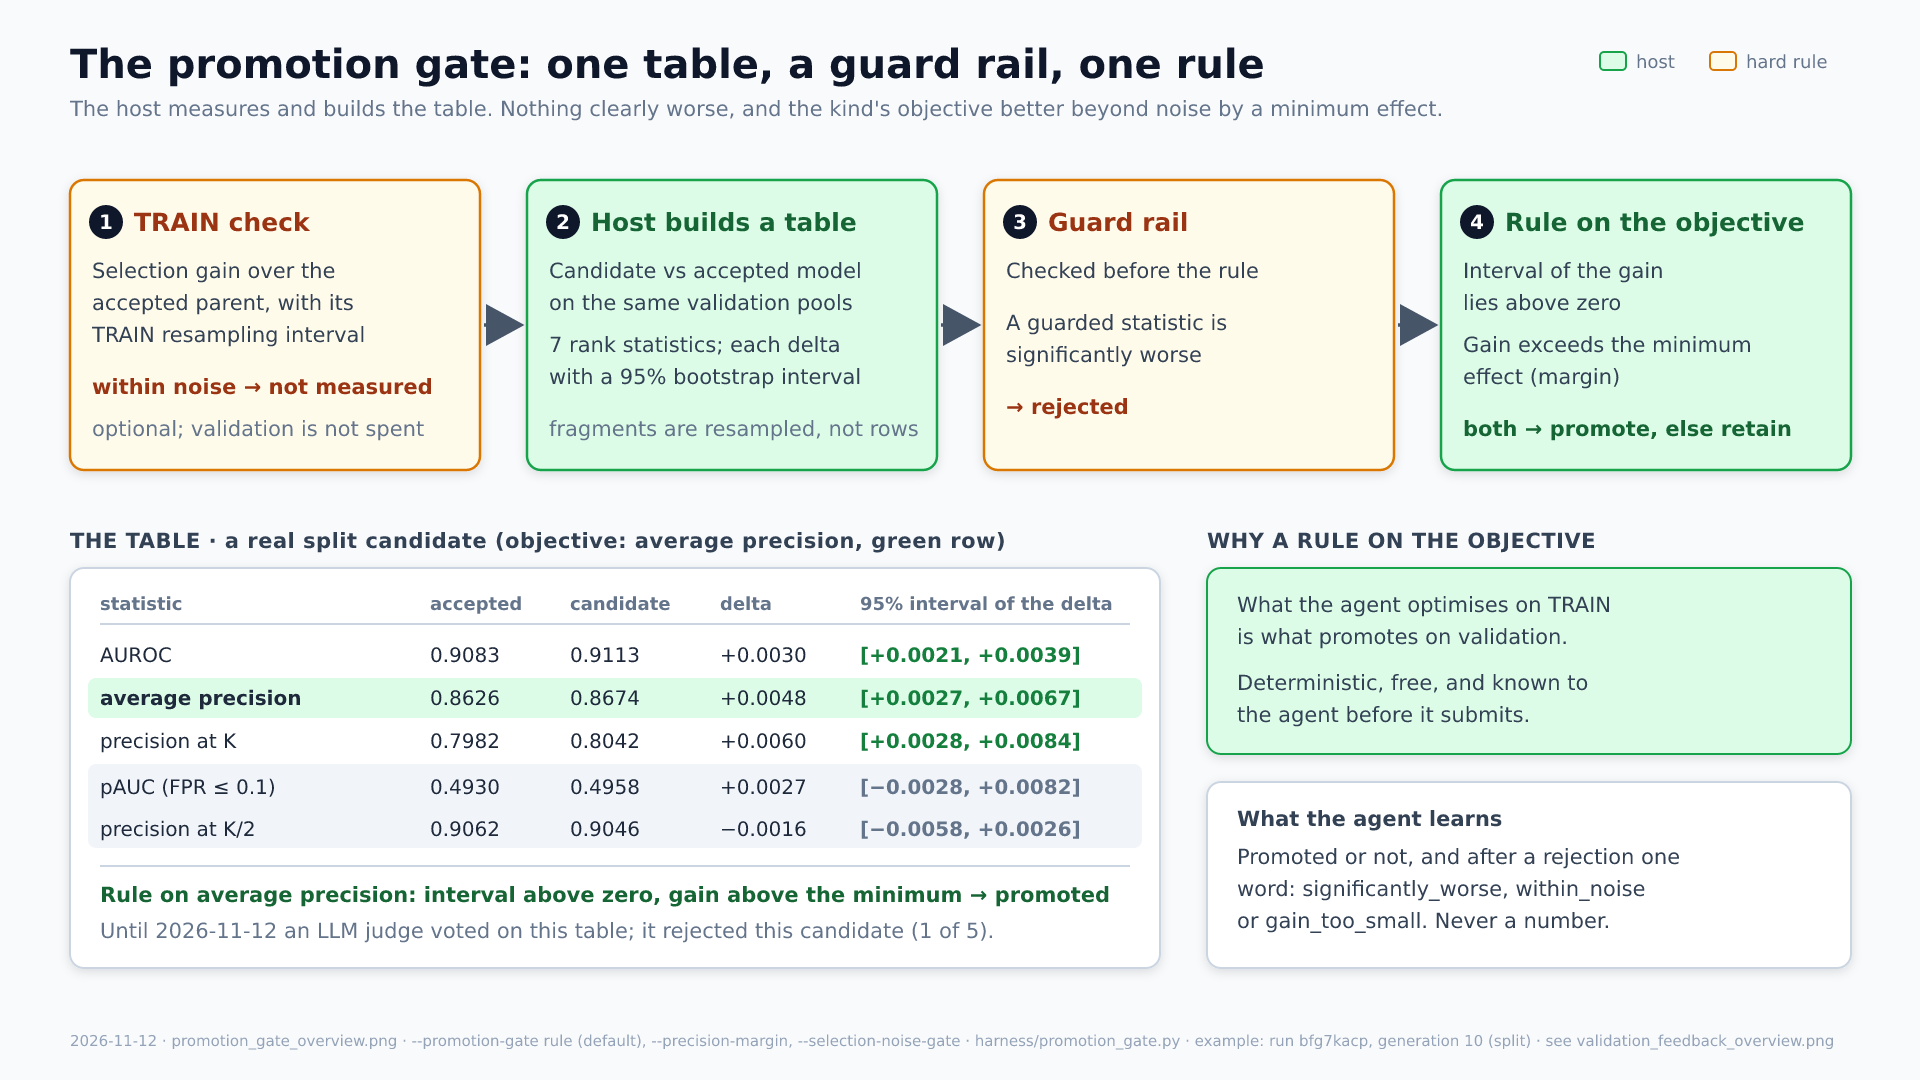 The promotion gate: one table, a guard rail, one rule
host
hard rule
The host measures and builds the table. Nothing clearly worse, and the kind's objective better beyond noise by a minimum effect.
1 TRAIN check
Selection gain over the
accepted parent, with its
TRAIN resampling interval
within noise → not measured
optional; validation is not spent
2 Host builds a table
Candidate vs accepted model
on the same validation pools
7 rank statistics; each delta
with a 95% bootstrap interval
fragments are resampled, not rows
3 Guard rail
Checked before the rule
A guarded statistic is
significantly worse
→ rejected
4 Rule on the objective
Interval of the gain
lies above zero
Gain exceeds the minimum
effect (margin)
both → promote, else retain
THE TABLE · a real split candidate (objective: average precision, green row)
statistic accepted candidate delta 95% interval of the delta
AUROC 0.9083 0.9113 +0.0030 [+0.0021, +0.0039]
average precision 0.8626 0.8674 +0.0048 [+0.0027, +0.0067]
precision at K 0.7982 0.8042 +0.0060 [+0.0028, +0.0084]
pAUC (FPR ≤ 0.1) 0.4930 0.4958 +0.0027 [−0.0028, +0.0082]
precision at K/2 0.9062 0.9046 −0.0016 [−0.0058, +0.0026]
Rule on average precision: interval above zero, gain above the minimum → promoted
Until 2026-11-12 an LLM judge voted on this table; it rejected this candidate (1 of 5).
WHY A RULE ON THE OBJECTIVE
What the agent optimises on TRAIN
is what promotes on validation.
Deterministic, free, and known to
the agent before it submits.
What the agent learns
Promoted or not, and after a rejection one
word: significantly_worse, within_noise
or gain_too_small. Never a number.
2026-11-12 · promotion_gate_overview.png · --promotion-gate rule (default), --precision-margin, --selection-noise-gate · harness/promotion_gate.py · example: run bfg7kacp, generation 10 (split) · see validation_feedback_overview.png